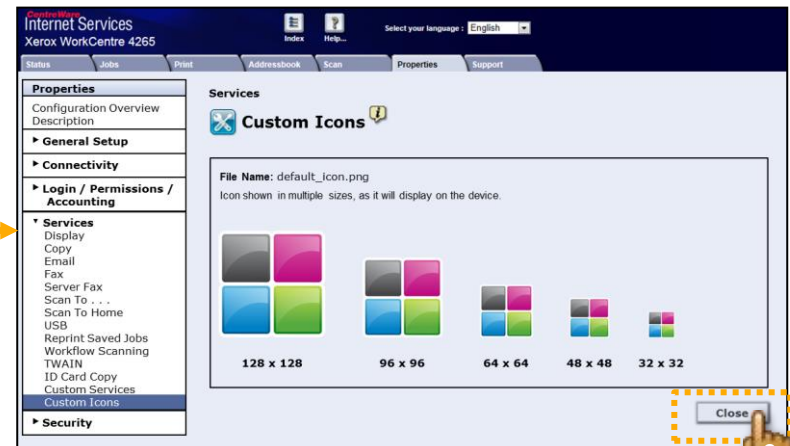 CentreWare
Internet Services
Xerox WorkCentre 4265
Index
Help...
Select your language : English
Status
Jobs
Print
Addressbook
Scan
Properties
Support
Properties
Configuration Overview
Description
General Setup
Connectivity
Login / Permissions /
Accounting
Services
Display
Copy
Email
Fax
Server Fax
Scan To . . .
Scan To Home
USB
Reprint Saved Jobs
Workflow Scanning
TWAIN
ID Card Copy
Custom Services
Custom Icons
Security
Services
Custom Icons
i
File Name: default_icon.png
Icon shown in multiple sizes, as it will display on the device.
128 x 128
96 x 96
64 x 64
48 x 48
32 x 32
Close